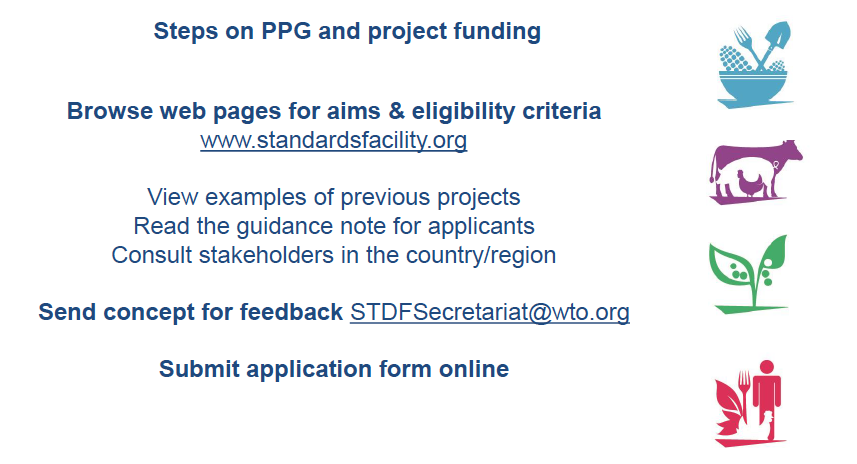 Steps on PPG and project funding
Browse web pages for aims & eligibility criteria
www.standardsfacility.org
View examples of previous projects
Read the guidance note for applicants
Consult stakeholders in the country/region
Send concept for feedback STDFSecretariat@wto.org
Submit application form online